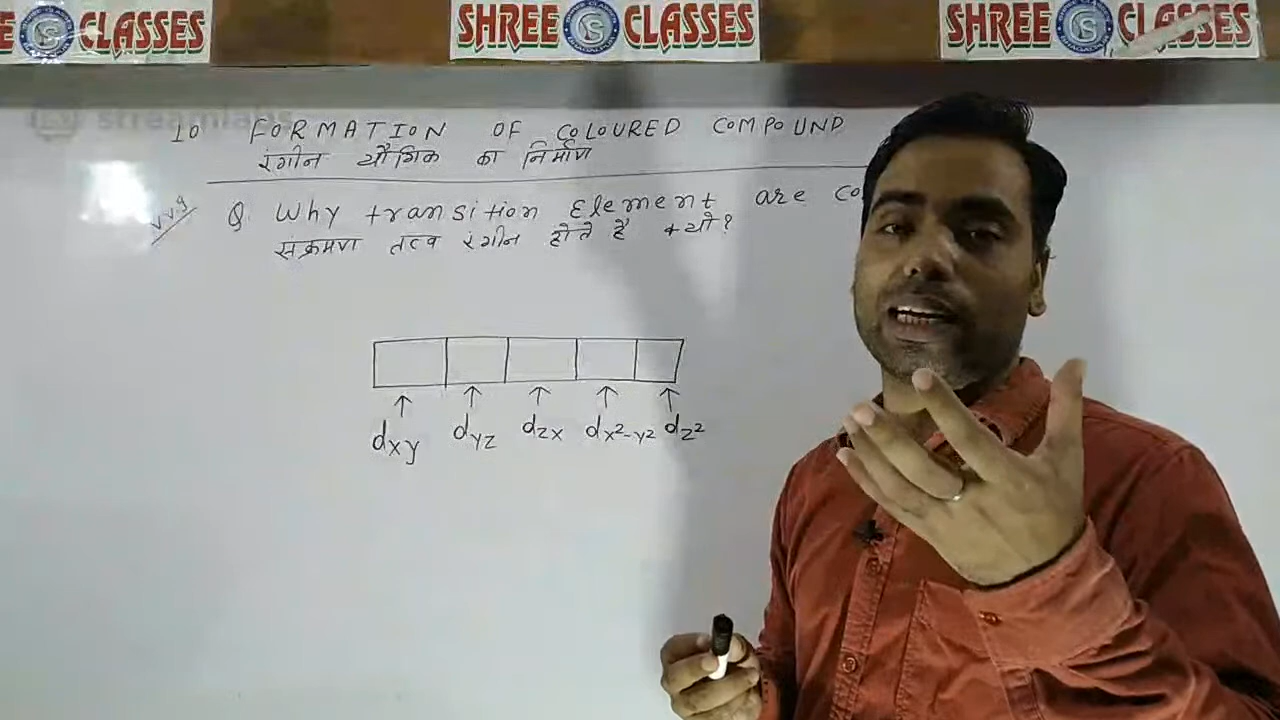 CLASSES
SHREE CLASSES
SHREE CLASSES
streamlabs
10 FORMATION OF COLOURED COMPOUND
रंगीन यौगिक का निर्माण
VVI Q. Why transition Element are co
संक्रमण तत्व रंगीन होते है क्यों?
dxy dyz dzx dx²-y² dz²